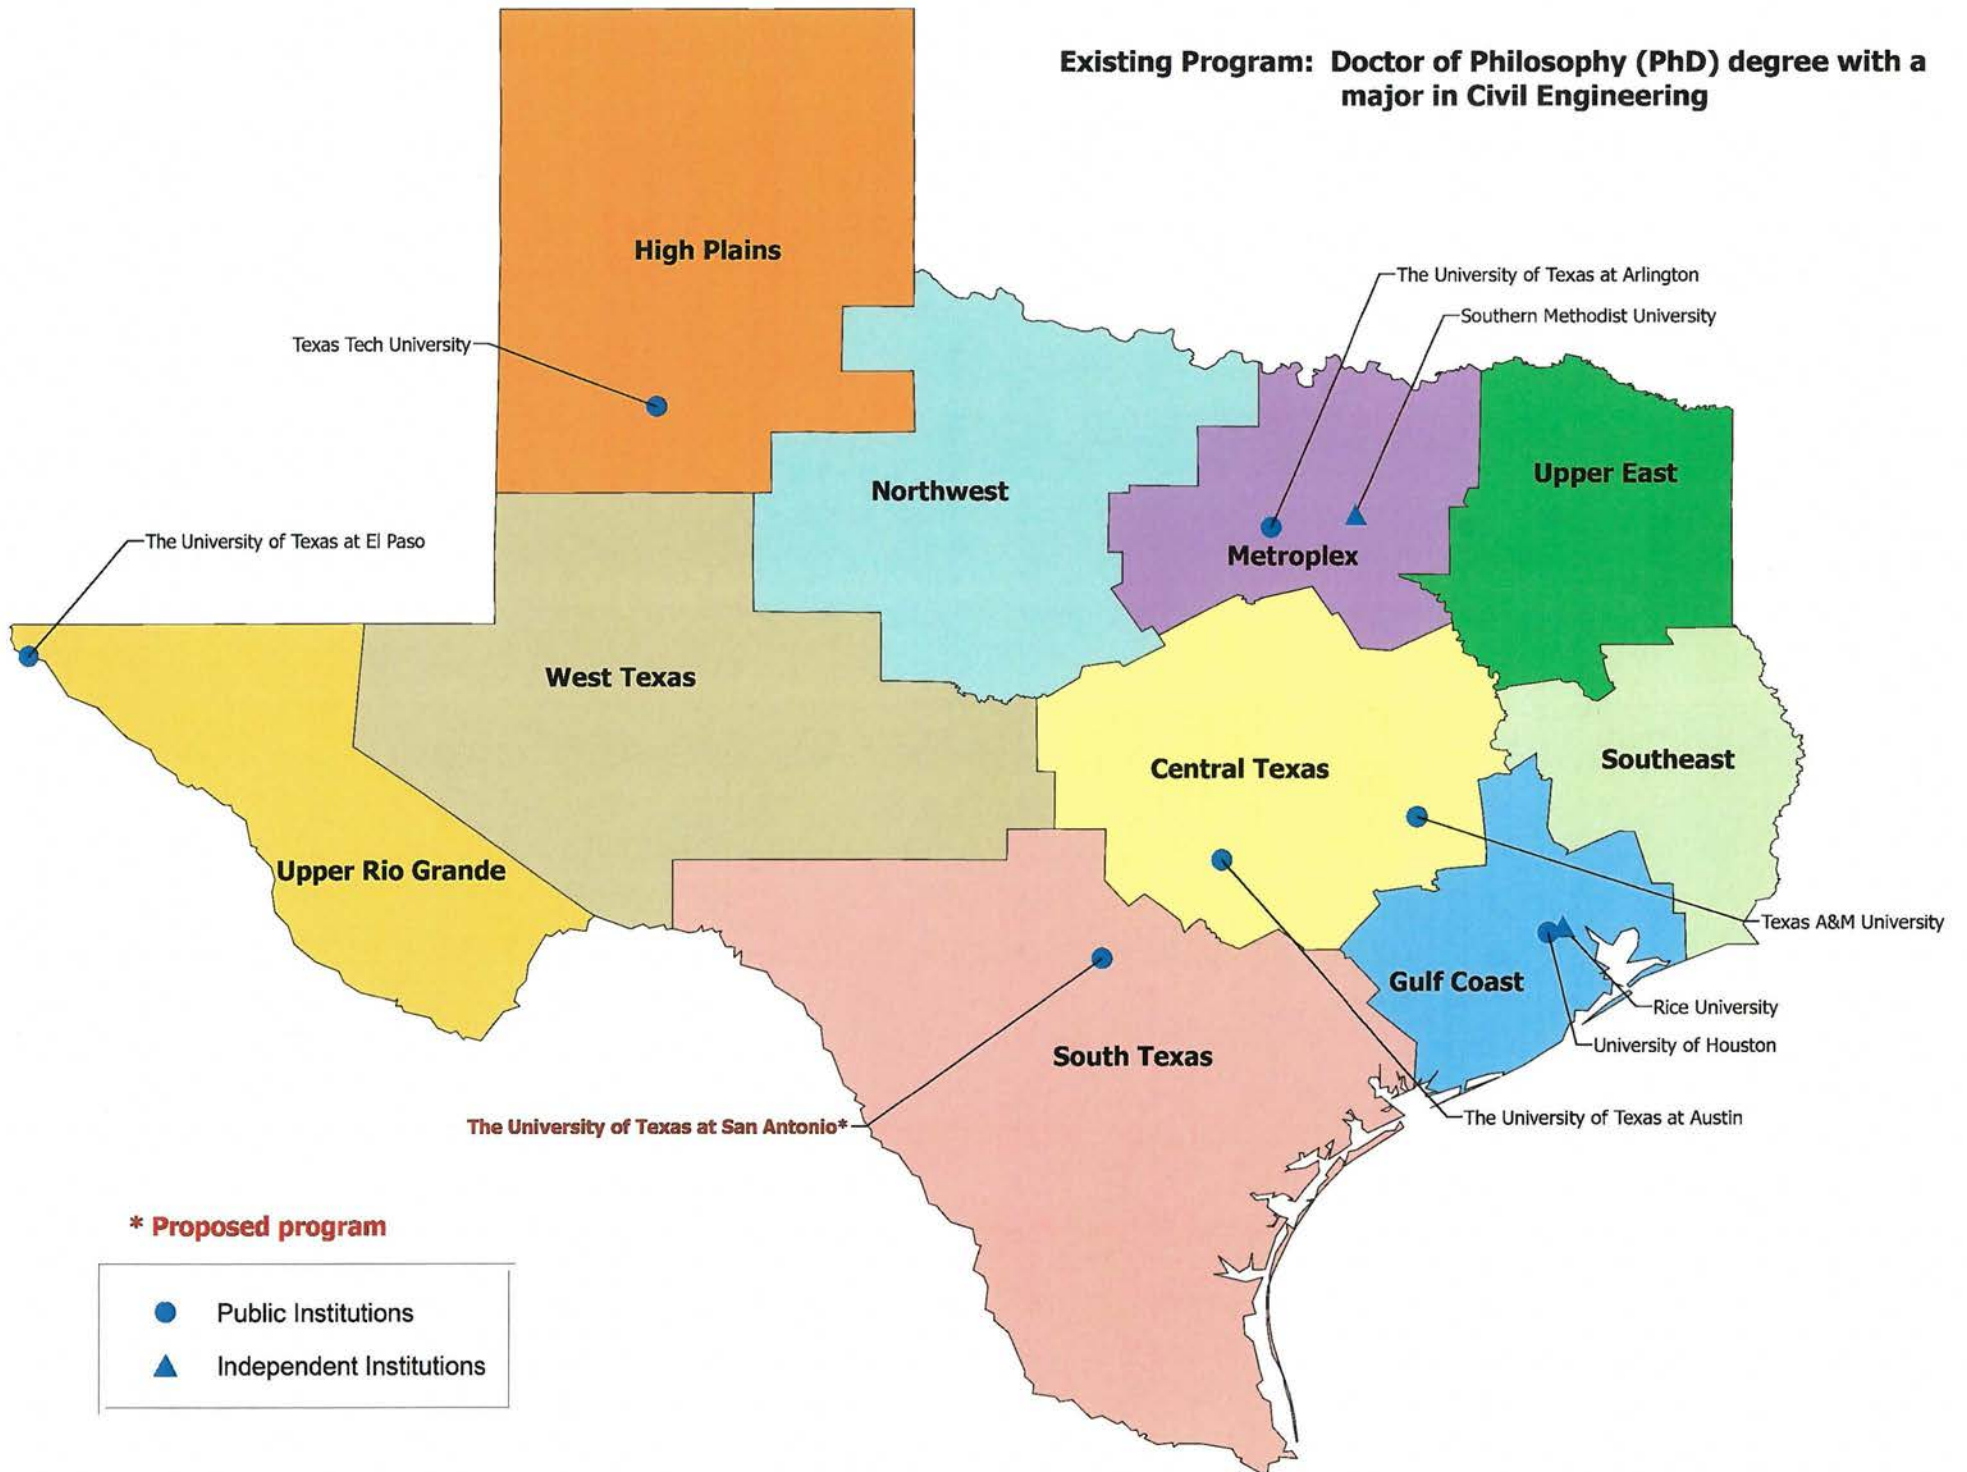 Existing Program: Doctor of Philosophy (PhD) degree with a
major in Civil Engineering
High Plains
The University of Texas at Arlington
Southern Methodist University
Texas Tech University
Upper East
Northwest
The University of Texas at El Paso
Metroplex
West Texas
Southeast
Central Texas
Upper Rio Grande
Texas A&M University
Gulf Coast
Rice University
University of Houston
South Texas
The University of Texas at Austin
The University of Texas at San Antonio*
* Proposed program
Public Institutions
Independent Institutions